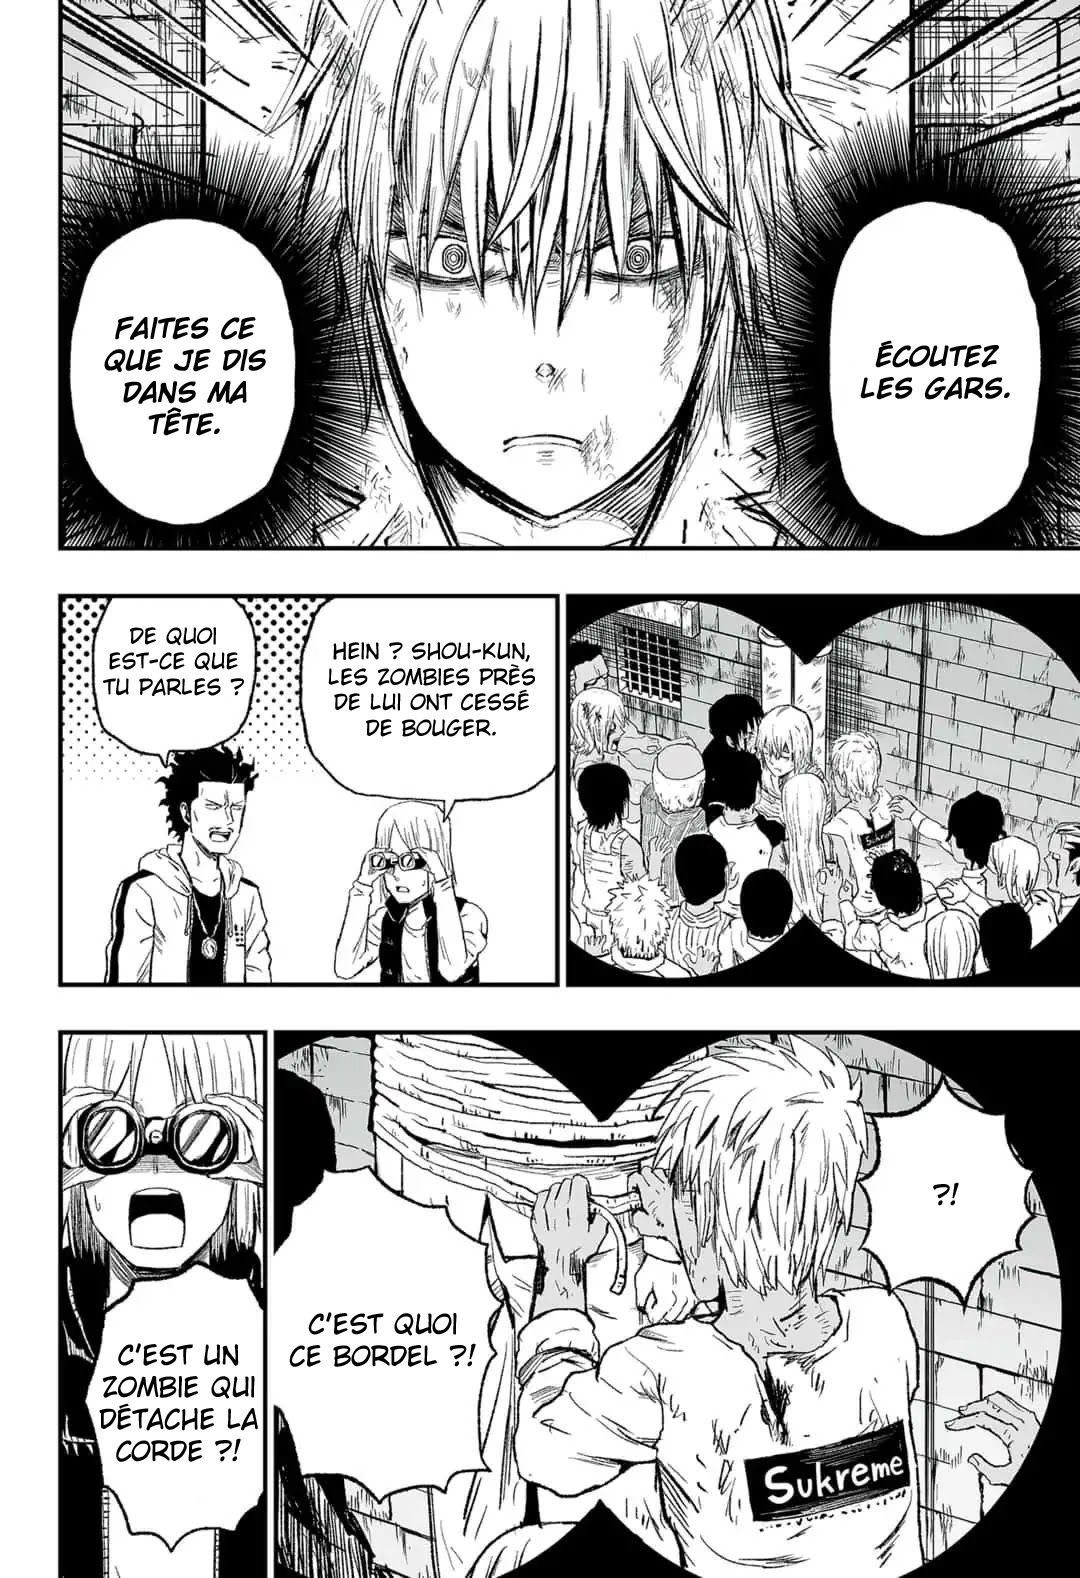 ÉCOUTEZ
LES GARS.
FAITES CE
QUE JE DIS
DANS MA
TÊTE.
Sukreme
HEIN ? SHOU-KUN,
LES ZOMBIES PRÈS
DE LUI ONT CESSÉ
DE BOUGER.
DE QUOI
EST-CE QUE
TU PARLES ?
?!
C'EST QUOI
CE BORDEL ?!
Sukreme
C'EST UN
ZOMBIE QUI
DÉTACHE LA
CORDE ?!